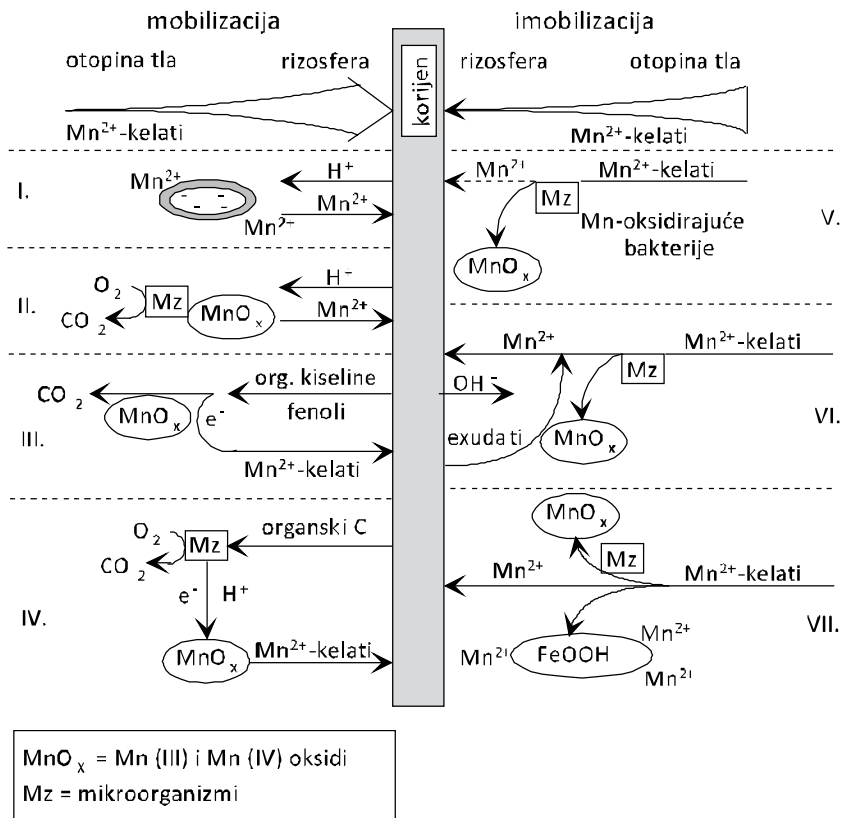 mobilizacija
imobilizacija
otopina tla
rizosfera
korijen
rizosfera
otopina tla
Mn²⁺-kelati
Mn²⁺-kelati
I.
Mn²⁺
- - - - -
Mn²⁺
H⁺
Mn²⁺
Mn²⁺
Mn²⁺-kelati
Mz
Mn-oksidirajuće
bakterije
MnOₓ
V.
II.
O₂
CO₂
Mz
MnOₓ
H⁻
Mn²⁺
III.
CO₂
MnOₓ
e⁻
org. kiseline
fenoli
Mn²⁺-kelati
Mn²⁺
Mn²⁺-kelati
Mz
OH⁻
exudati
MnOₓ
VI.
IV.
O₂
CO₂
Mz
organski C
e⁻
H⁺
MnOₓ
Mn²⁺-kelati
MnOₓ
Mz
Mn²⁺
Mn²⁺-kelati
VII.
Mn²⁺
FeOOH
Mn²⁺
Mn²⁺
MnOₓ = Mn (III) i Mn (IV) oksidi
Mz = mikroorganizmi